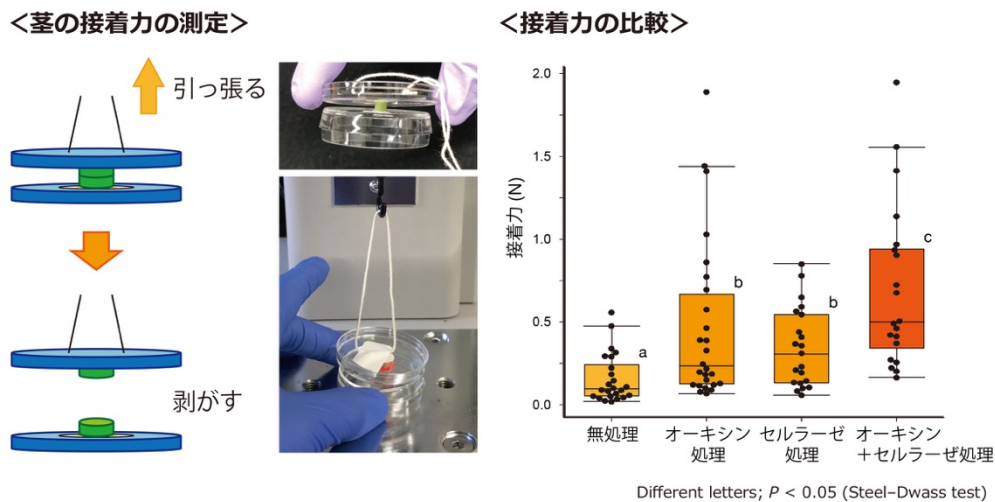 <茎の接着力の測定>
引っ張る
剥がす
<接着力の比較>
接着力 (N)
2.0
1.5
1.0
0.5
0.0
a
b
b
c
無処理
オーキシン
処理
セルラーゼ
処理
オーキシン
＋セルラーゼ処理
Different letters; P < 0.05 (Steel–Dwass test)